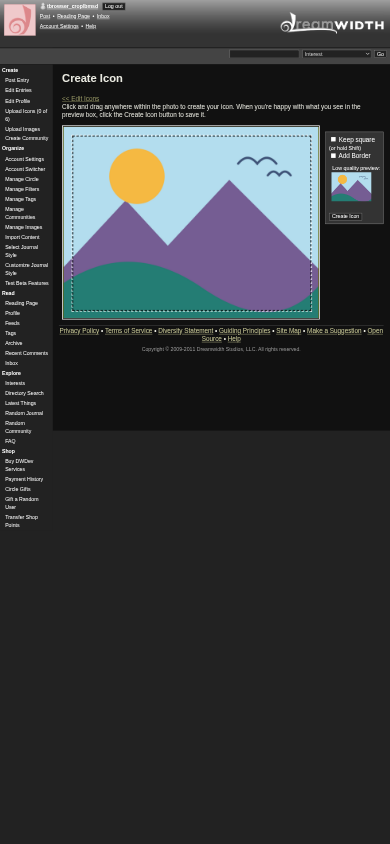 tbrowser_croptbmsd Log out
Post • Reading Page • Inbox
Account Settings • Help
DREAMWIDTH
Interest Go
Create
Post Entry
Edit Entries
Edit Profile
Upload Icons (0 of
6)
Upload Images
Create Community
Organize
Account Settings
Account Switcher
Manage Circle
Manage Filters
Manage Tags
Manage
Communities
Manage Images
Import Content
Select Journal
Style
Customize Journal
Style
Test Beta Features
Read
Reading Page
Profile
Feeds
Tags
Archive
Recent Comments
Inbox
Explore
Interests
Directory Search
Latest Things
Random Journal
Random
Community
FAQ
Shop
Buy DWDev
Services
Payment History
Circle Gifts
Gift a Random
User
Transfer Shop
Points
Create Icon
<< Edit Icons
Click and drag anywhere within the photo to create your icon. When you're happy with what you see in the
preview box, click the Create Icon button to save it.
Keep square
(or hold Shift)
Add Border
Low quality preview:
Create Icon
Privacy Policy • Terms of Service • Diversity Statement • Guiding Principles • Site Map • Make a Suggestion • Open
Source • Help
Copyright © 2009-2011 Dreamwidth Studios, LLC. All rights reserved.